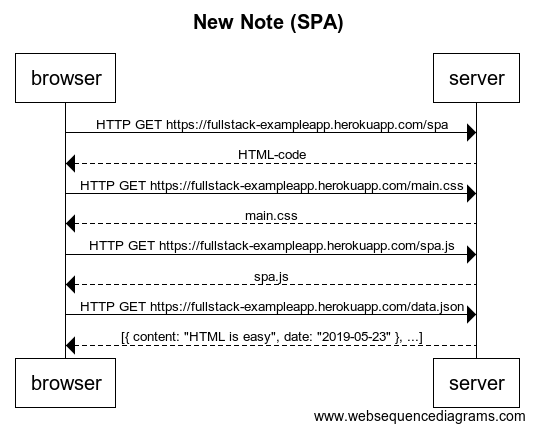 New Note (SPA)
browser server
HTTP GET https://fullstack-exampleapp.herokuapp.com/spa
HTML-code
HTTP GET https://fullstack-exampleapp.herokuapp.com/main.css
main.css
HTTP GET https://fullstack-exampleapp.herokuapp.com/spa.js
spa.js
HTTP GET https://fullstack-exampleapp.herokuapp.com/data.json
[{ content: "HTML is easy", date: "2019-05-23" }, ...]
browser server
www.websequencediagrams.com